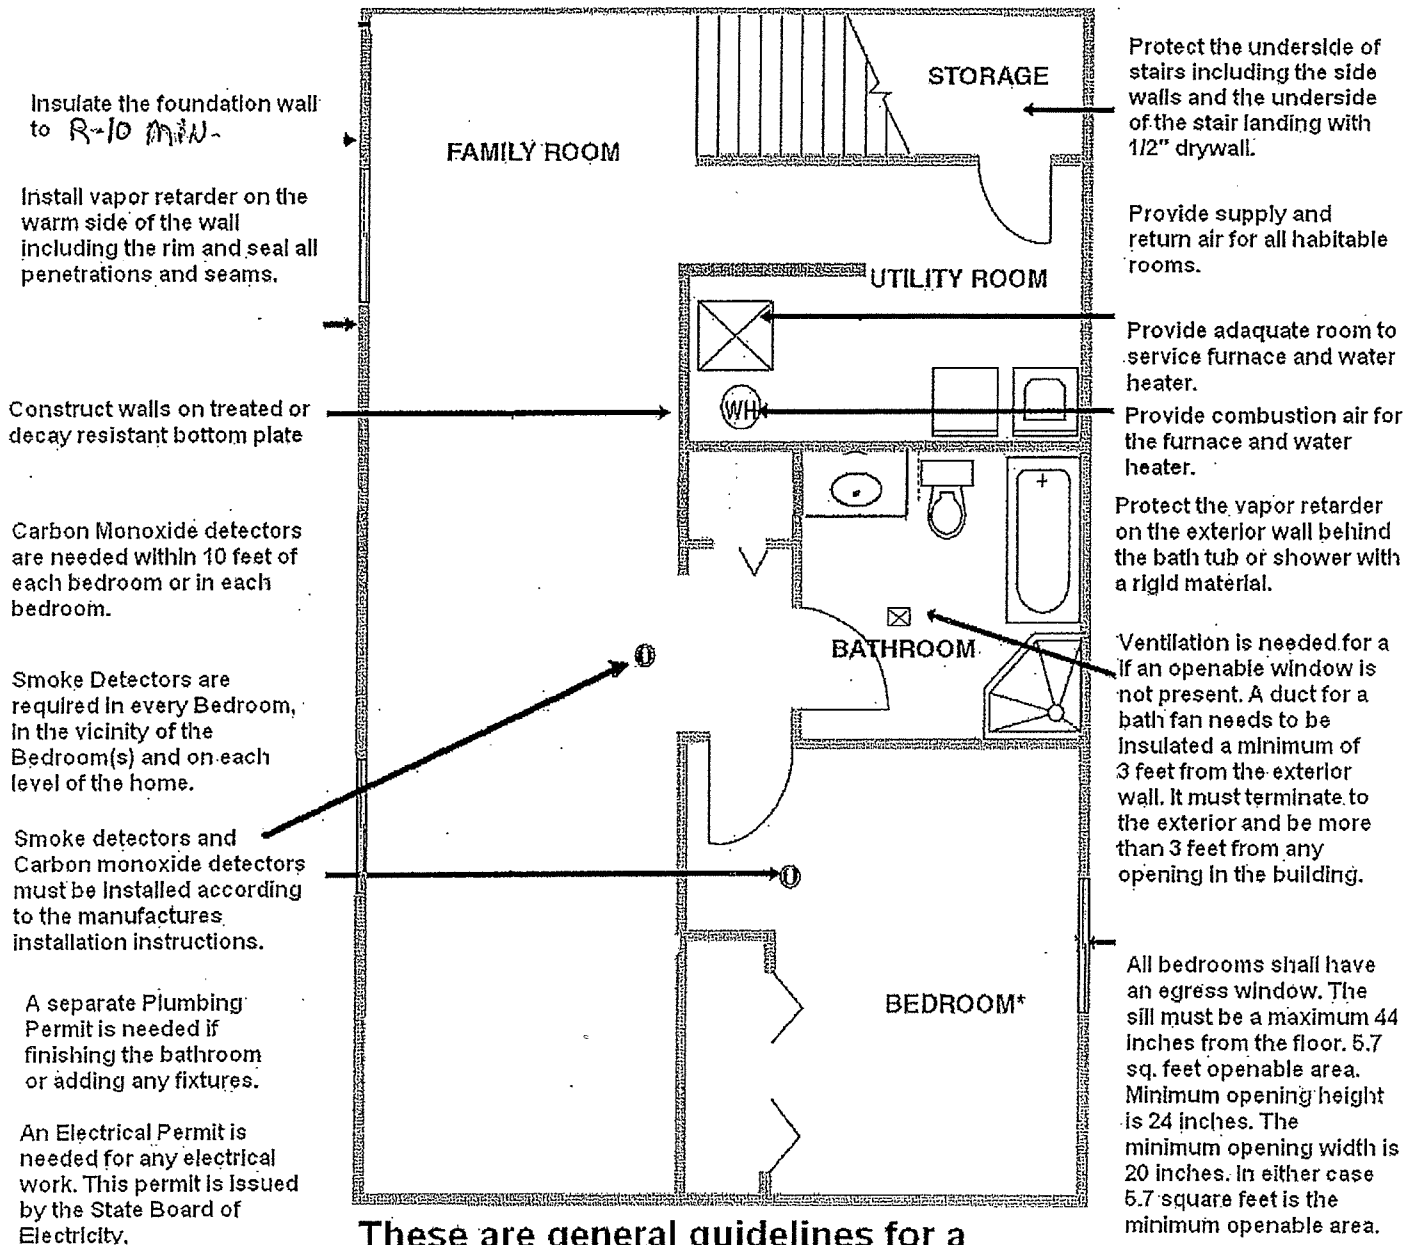 Insulate the foundation wall
to R-10 MIN.
Install vapor retarder on the
warm side of the wall
including the rim and seal all
penetrations and seams.
Construct walls on treated or
decay resistant bottom plate
Carbon Monoxide detectors
are needed within 10 feet of
each bedroom or in each
bedroom.
Smoke Detectors are
required in every Bedroom,
in the vicinity of the
Bedroom(s) and on each
level of the home.
Smoke detectors and
Carbon monoxide detectors
must be installed according
to the manufactures
installation instructions.
A separate Plumbing
Permit is needed if
finishing the bathroom
or adding any fixtures.
An Electrical Permit is
needed for any electrical
work. This permit is issued
by the State Board of
Electricity.
FAMILY ROOM
STORAGE
UTILITY ROOM
WH
BATHROOM
BEDROOM*
Protect the underside of
stairs including the side
walls and the underside
of the stair landing with
1/2" drywall.
Provide supply and
return air for all habitable
rooms.
Provide adaquate room to
service furnace and water
heater.
Provide combustion air for
the furnace and water
heater.
Protect the vapor retarder
on the exterior wall behind
the bath tub or shower with
a rigid material.
Ventilation is needed for a
if an openable window is
not present. A duct for a
bath fan needs to be
insulated a minimum of
3 feet from the exterior
wall. It must terminate to
the exterior and be more
than 3 feet from any
opening in the building.
All bedrooms shall have
an egress window. The
sill must be a maximum 44
inches from the floor. 5.7
sq. feet openable area.
Minimum opening height
is 24 inches. The
minimum opening width is
20 inches. In either case
5.7 square feet is the
minimum openable area.
These are general guidelines for a